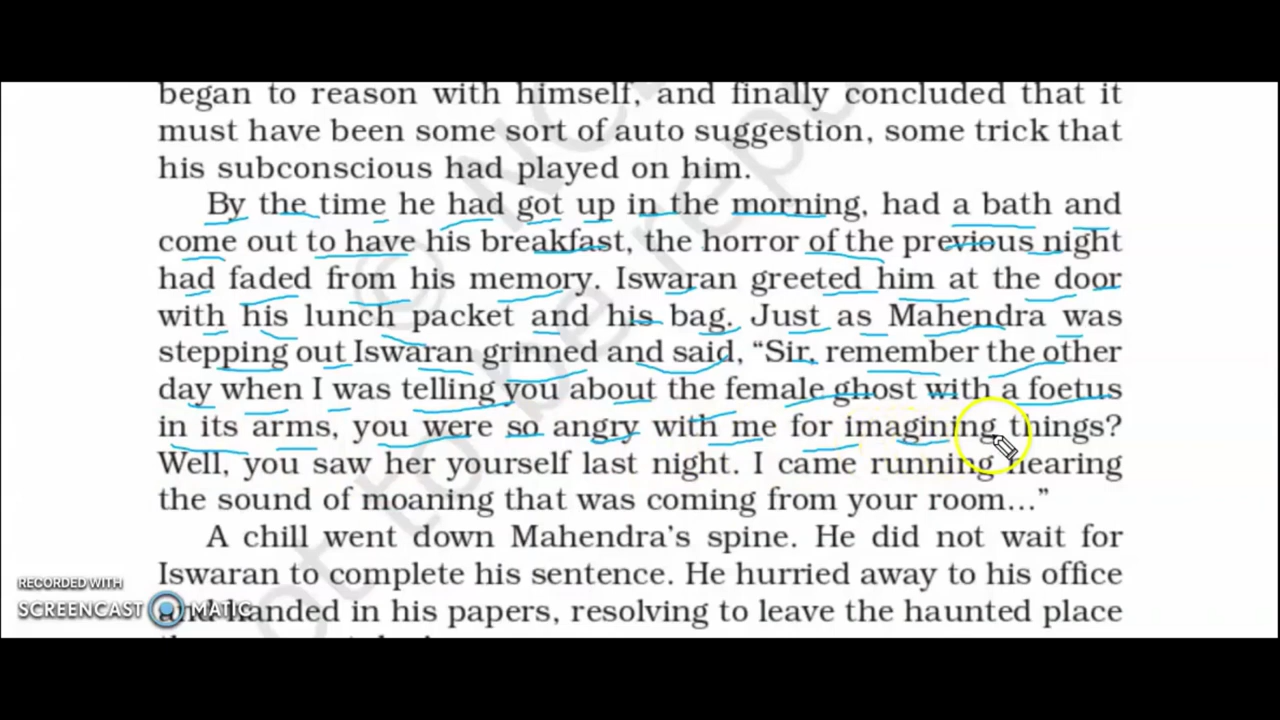 began to reason with himself, and finally concluded that it
must have been some sort of auto suggestion, some trick that
his subconscious had played on him.
By the time he had got up in the morning, had a bath and
come out to have his breakfast, the horror of the previous night
had faded from his memory. Iswaran greeted him at the door
with his lunch packet and his bag. Just as Mahendra was
stepping out Iswaran grinned and said, “Sir, remember the other
day when I was telling you about the female ghost with a foetus
in its arms, you were so angry with me for imagining things?
Well, you saw her yourself last night. I came running hearing
the sound of moaning that was coming from your room...”
A chill went down Mahendra’s spine. He did not wait for
Iswaran to complete his sentence. He hurried away to his office
and handed in his papers, resolving to leave the haunted place
RECORDED WITH
SCREENCAST MATIC